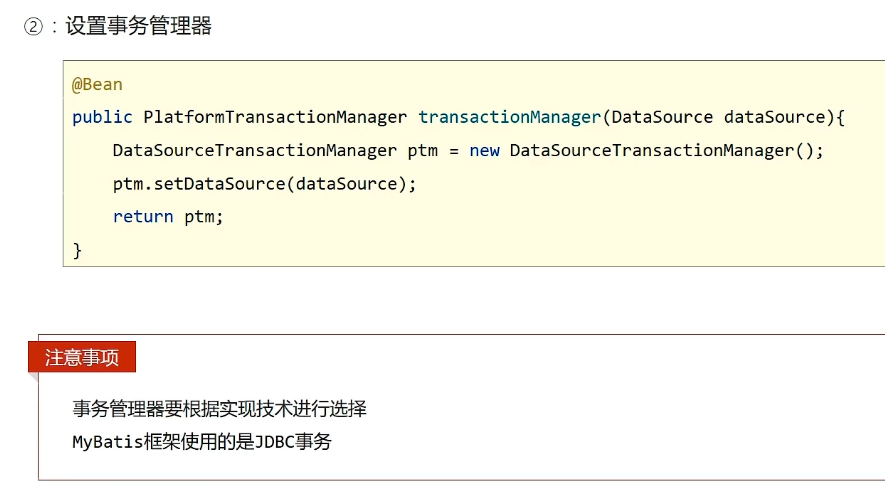 ②：设置事务管理器
@Bean
public PlatformTransactionManager transactionManager(DataSource dataSource){
    DataSourceTransactionManager ptm = new DataSourceTransactionManager();
    ptm.setDataSource(dataSource);
    return ptm;
}
注意事项
事务管理器要根据实现技术进行选择
MyBatis框架使用的是JDBC事务